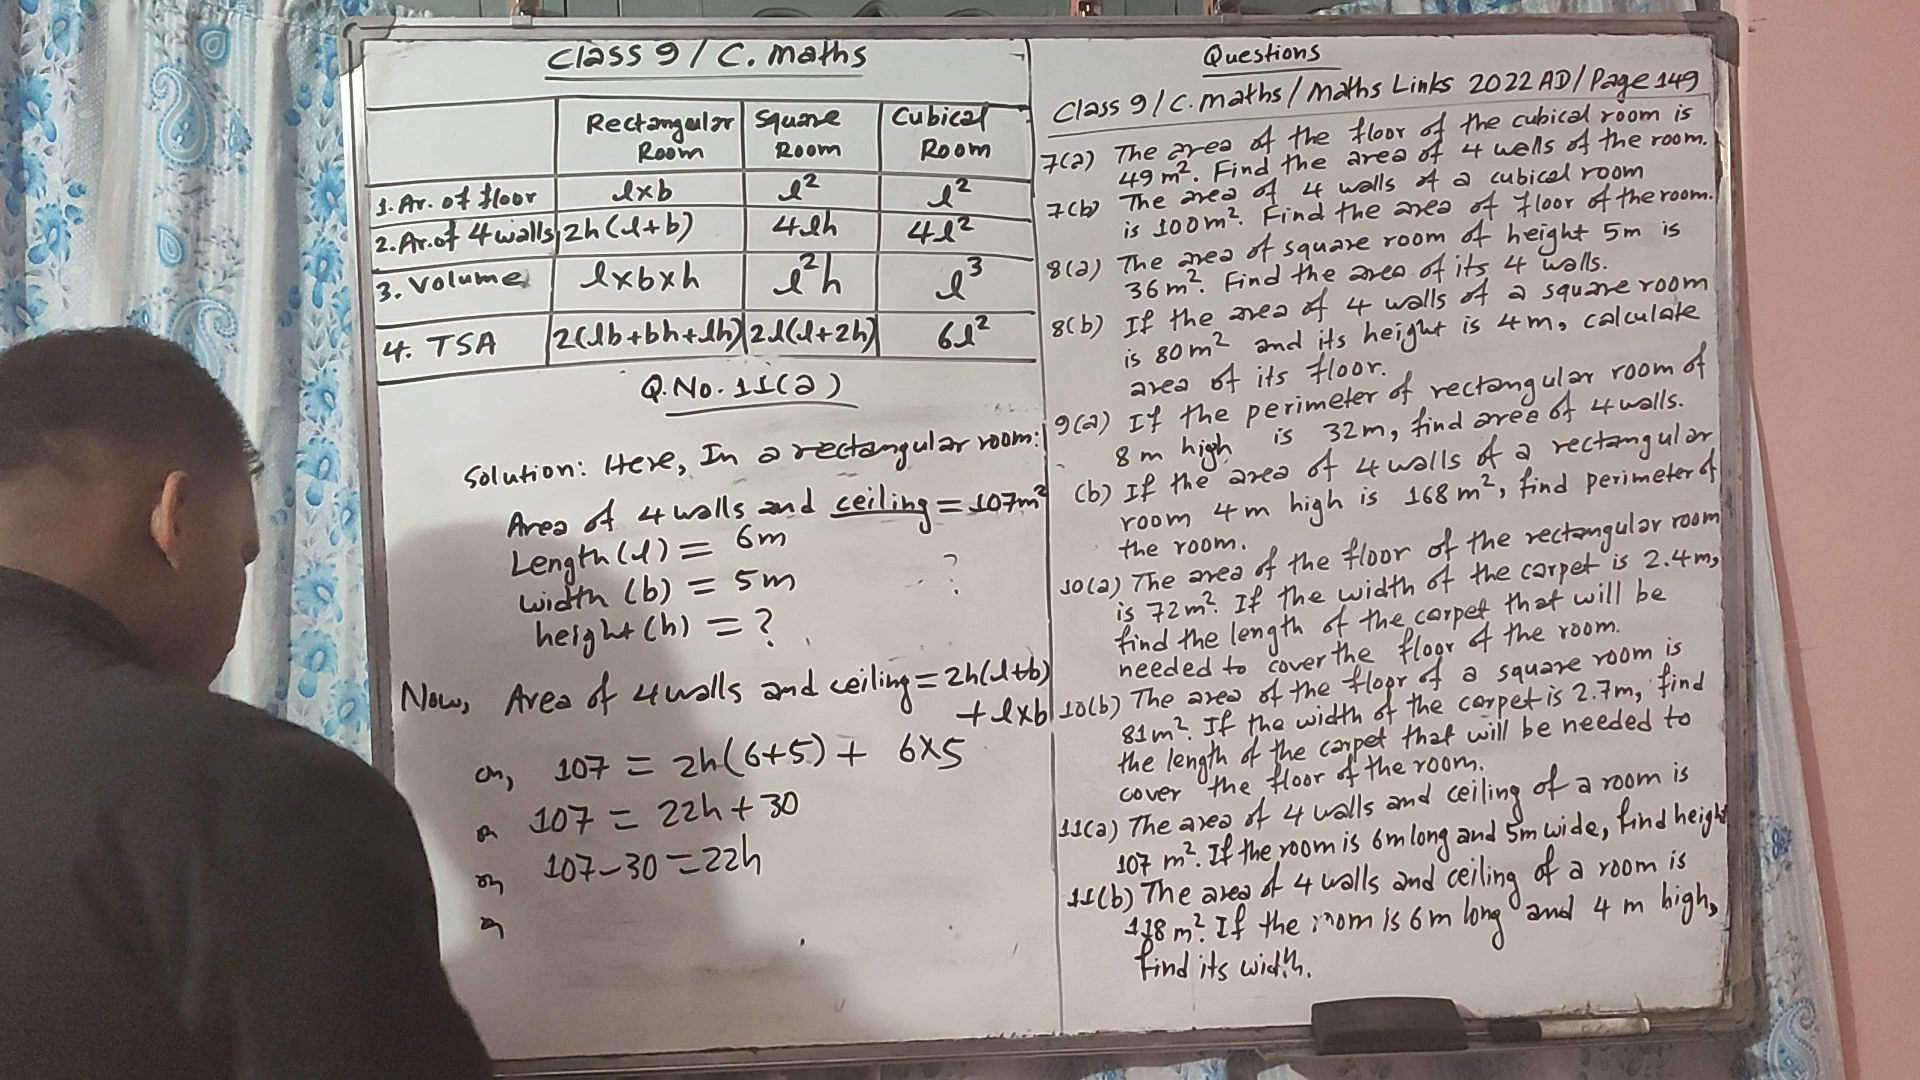 Class 9 / C. maths
Rectangular Room Square Room Cubical Room
1. Ar. of floor l×b l² l²
2. Ar. of 4 walls 2h(l+b) 4lh 4l²
3. Volume l×b×h l²h l³
4. TSA 2(lb+bh+lh) 2l(l+2h) 6l²
Q.No. 11(a)
Solution: Here, In a rectangular room:
Area of 4 walls and ceiling = 107m²
Length(l) = 6m
width (b) = 5m
height(h) = ?
Now, Area of 4 walls and ceiling = 2h(l+b)
+ l×b
or, 107 = 2h(6+5) + 6×5
or 107 = 22h + 30
or, 107-30 = 22h
or
Questions
Class 9 / C. maths / Maths Links 2022 AD / Page 149
7(a) The area of the floor of the cubical room is
49 m². Find the area of 4 walls of the room.
7(b) The area of 4 walls of a cubical room
is 100m². Find the area of floor of the room.
8(a) The area of square room of height 5m is
36 m². Find the area of its 4 walls.
8(b) If the area of 4 walls of a square room
is 80m² and its height is 4m, calculate
area of its floor.
9(a) If the perimeter of rectangular room of
8 m high is 32m, find area of 4 walls.
(b) If the area of 4 walls of a rectangular
room 4 m high is 168 m², find perimeter of
the room.
10(a) The area of the floor of the rectangular room
is 72m². If the width of the carpet is 2.4m,
find the length of the carpet that will be
needed to cover the floor of the room.
10(b) The area of the floor of a square room is
81m². If the width of the carpet is 2.7m, find
the length of the carpet that will be needed to
cover the floor of the room.
11(a) The area of 4 walls and ceiling of a room is
107 m². If the room is 6m long and 5m wide, find height
11(b) The area of 4 walls and ceiling of a room is
118 m². If the room is 6m long and 4 m high,
find its width.